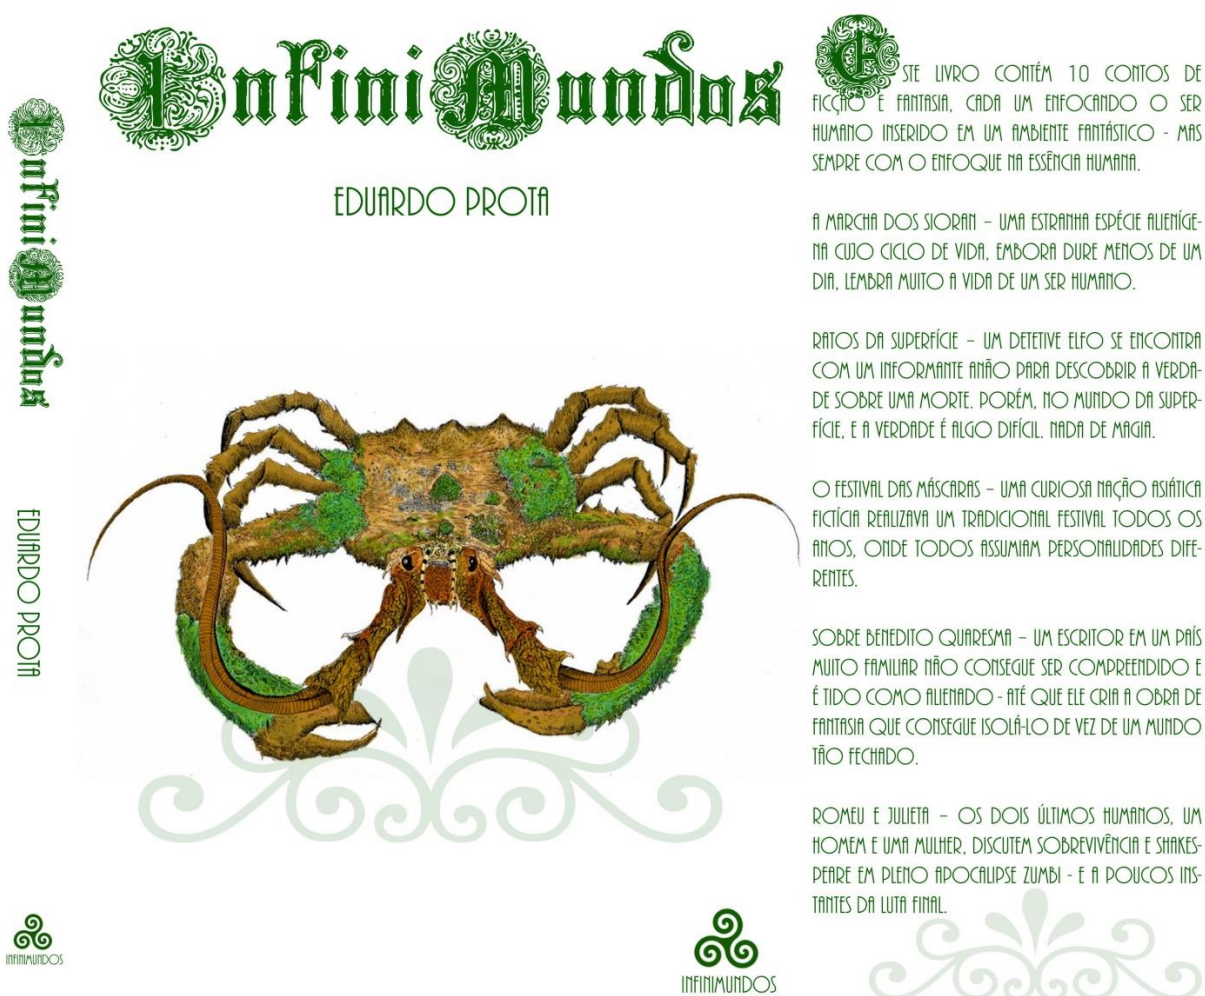 InfiniMundos
EDUARDO PROTA
INFINIMUNDOS
InfiniMundos
EDUARDO PROTA
INFINIMUNDOS
ESTE LIVRO CONTÉM 10 CONTOS DE
FICÇÃO E FANTASIA, CADA UM ENFOCANDO O SER
HUMANO INSERIDO EM UM AMBIENTE FANTÁSTICO - MAS
SEMPRE COM O ENFOQUE NA ESSÊNCIA HUMANA.
A MARCHA DOS SIORAN – UMA ESTRANHA ESPÉCIE ALIENÍGE-
NA CUJO CICLO DE VIDA, EMBORA DURE MENOS DE UM
DIA, LEMBRA MUITO A VIDA DE UM SER HUMANO.
RATOS DA SUPERFÍCIE – UM DETETIVE ELFO SE ENCONTRA
COM UM INFORMANTE ANÃO PARA DESCOBRIR A VERDA-
DE SOBRE UMA MORTE. PORÉM, NO MUNDO DA SUPER-
FÍCIE, E A VERDADE É ALGO DIFÍCIL. NADA DE MAGIA.
O FESTIVAL DAS MÁSCARAS – UMA CURIOSA NAÇÃO ASIÁTICA
FICTÍCIA REALIZAVA UM TRADICIONAL FESTIVAL TODOS OS
ANOS, ONDE TODOS ASSUMIAM PERSONALIDADES DIFE-
RENTES.
SOBRE BENEDITO QUARESMA – UM ESCRITOR EM UM PAÍS
MUITO FAMILIAR NÃO CONSEGUE SER COMPREENDIDO E
É TIDO COMO ALIENADO - ATÉ QUE ELE CRIA A OBRA DE
FANTASIA QUE CONSEGUE ISOLÁ-LO DE VEZ DE UM MUNDO
TÃO FECHADO.
ROMEU E JULIETA – OS DOIS ÚLTIMOS HUMANOS, UM
HOMEM E UMA MULHER, DISCUTEM SOBREVIVÊNCIA E SHAKES-
PEARE EM PLENO APOCALIPSE ZUMBI - E A POUCOS INS-
TANTES DA LUTA FINAL.